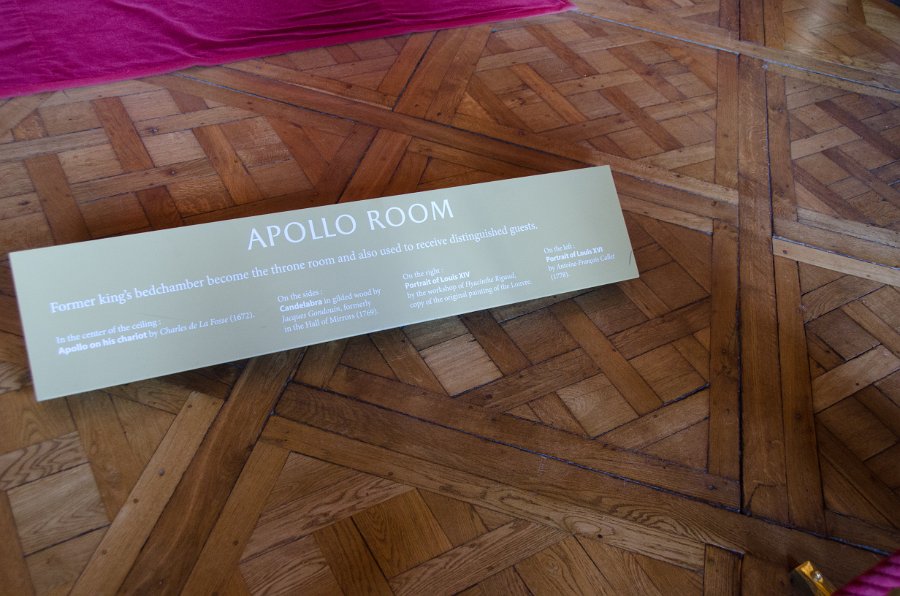 APOLLO ROOM
Former king's bedchamber become the throne room and also used to receive distinguished guests.
In the center of the ceiling :
Apollo on his chariot by Charles de La Fosse (1672).
On the sides :
Candelabra in gilded wood by
Jacques Gondouin, formerly
in the Hall of Mirrors (1769).
On the right :
Portrait of Louis XIV
by the workshop of Hyacinthe Rigaud,
copy of the original painting of the Louvre.
On the left :
Portrait of Louis XVI
by Antoine-François Callet
(1778).